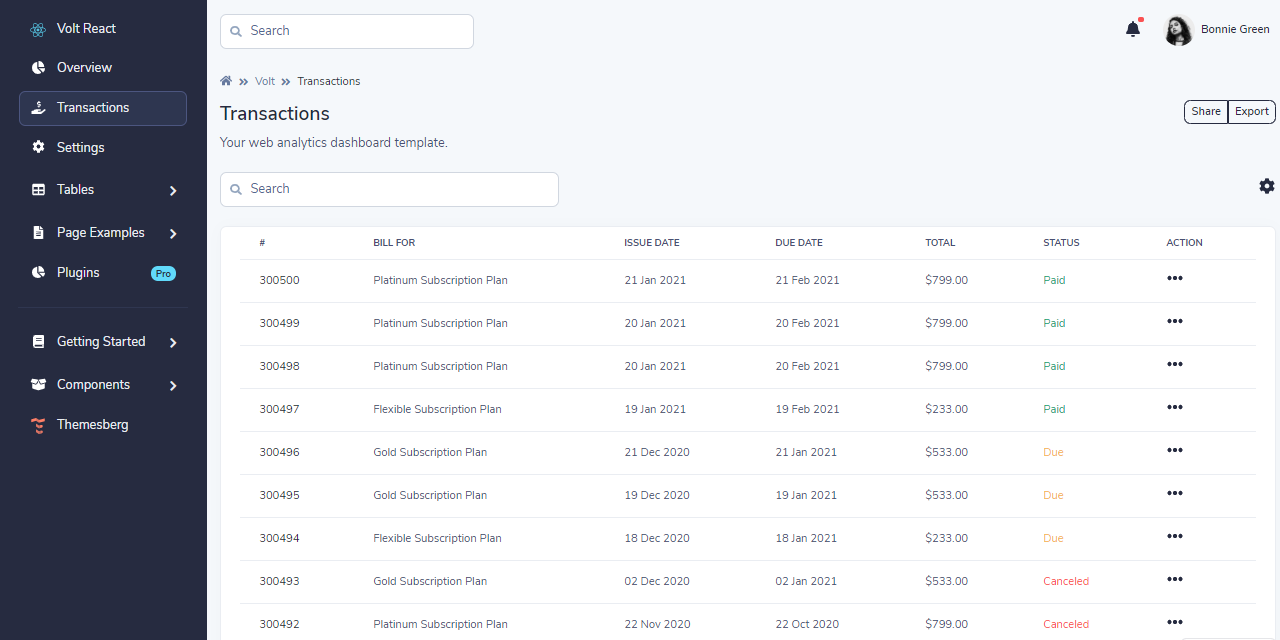 Volt React
Overview
Transactions
Settings
Tables
Page Examples
Plugins Pro
Getting Started
Components
Themesberg
Search
Bonnie Green
Volt Transactions
Transactions
Share Export
Your web analytics dashboard template.
Search
# BILL FOR ISSUE DATE DUE DATE TOTAL STATUS ACTION
300500 Platinum Subscription Plan 21 Jan 2021 21 Feb 2021 $799.00 Paid
300499 Platinum Subscription Plan 20 Jan 2021 20 Feb 2021 $799.00 Paid
300498 Platinum Subscription Plan 20 Jan 2021 20 Feb 2021 $799.00 Paid
300497 Flexible Subscription Plan 19 Jan 2021 19 Feb 2021 $233.00 Paid
300496 Gold Subscription Plan 21 Dec 2020 21 Jan 2021 $533.00 Due
300495 Gold Subscription Plan 19 Dec 2020 19 Jan 2021 $533.00 Due
300494 Flexible Subscription Plan 18 Dec 2020 18 Jan 2021 $233.00 Due
300493 Gold Subscription Plan 02 Dec 2020 02 Jan 2021 $533.00 Canceled
300492 Platinum Subscription Plan 22 Nov 2020 22 Oct 2020 $799.00 Canceled